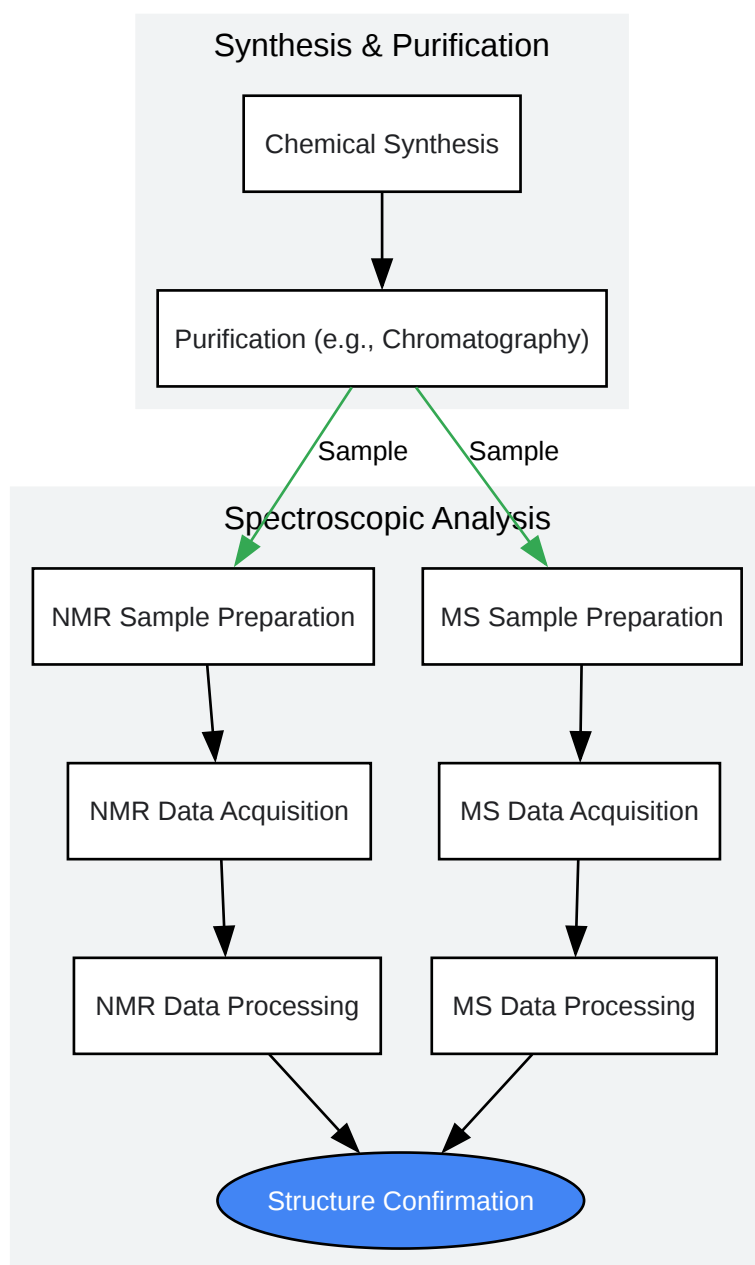 Synthesis & Purification
Chemical Synthesis
Purification (e.g., Chromatography)
Sample
Sample
Spectroscopic Analysis
NMR Sample Preparation
MS Sample Preparation
NMR Data Acquisition
MS Data Acquisition
NMR Data Processing
MS Data Processing
Structure Confirmation